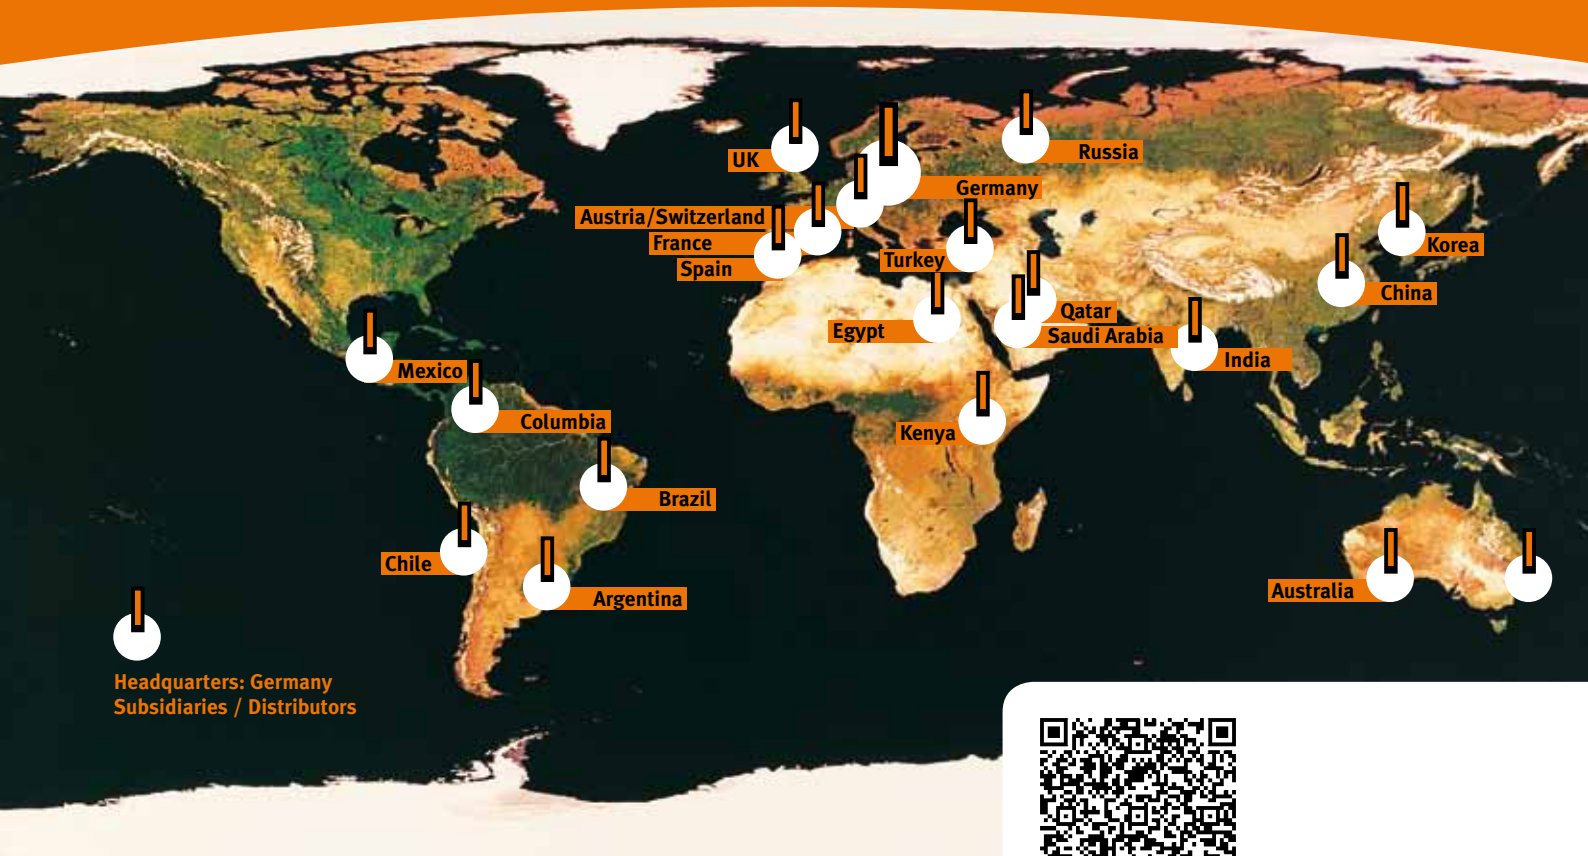 UK
Russia
Germany
Austria/Switzerland
France
Spain
Turkey
Korea
China
Qatar
Egypt
Saudi Arabia
India
Mexico
Columbia
Kenya
Brazil
Chile
Argentina
Australia
Headquarters: Germany
Subsidiaries / Distributors